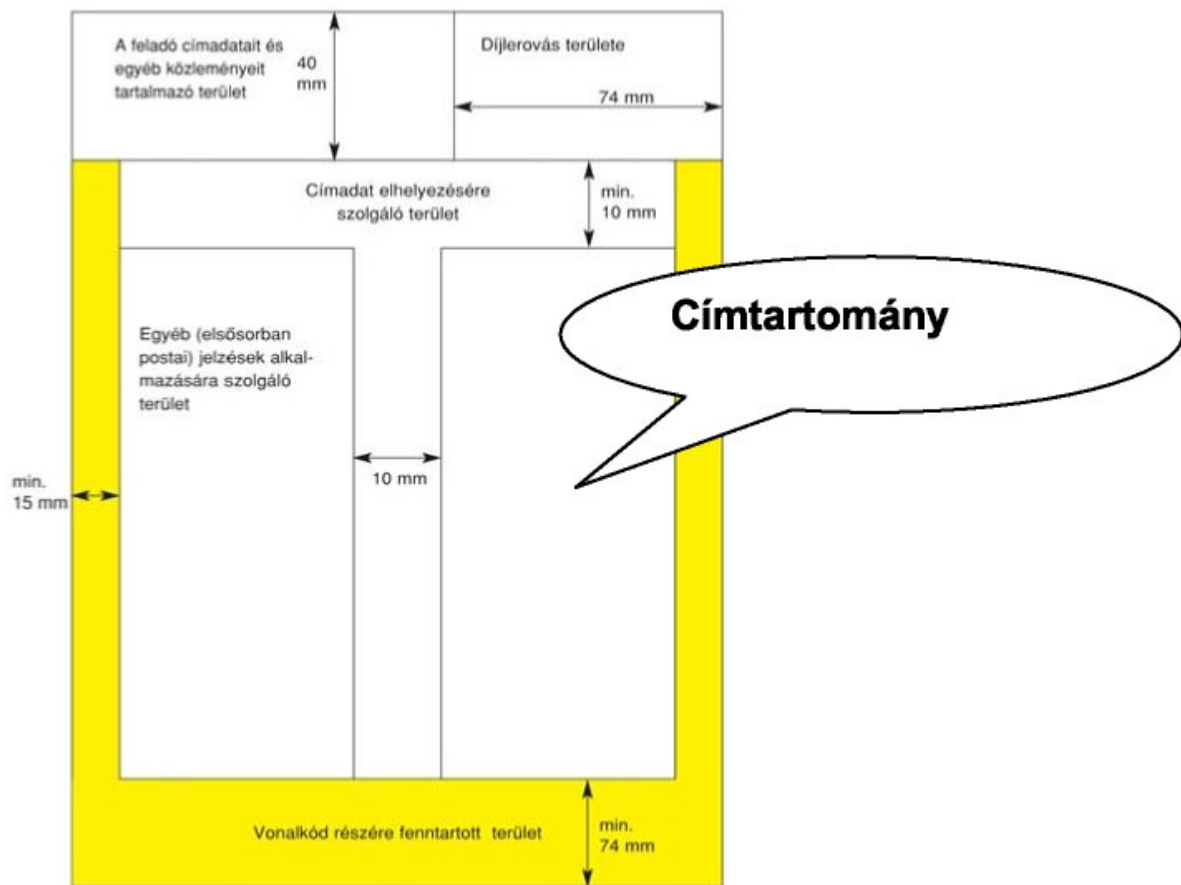 A feladó címadatait és
egyéb közleményeit
tartalmazó terület
40
mm
Díjlerovás területe
74 mm
Címadat elhelyezésére
szolgáló terület
min.
10 mm
Címtartomány
Egyéb (elsősorban
postai) jelzések alkal-
mazására szolgáló
terület
10 mm
min.
15 mm
Vonalkód részére fenntartott terület
min.
74 mm